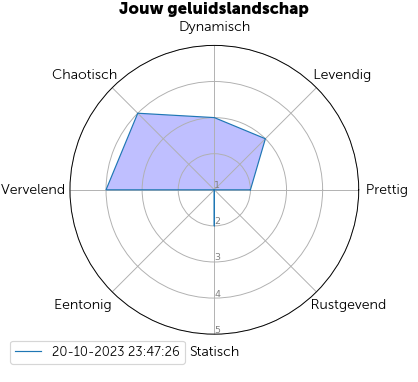 Jouw geluidslandschap
Dynamisch
Chaotisch
Levendig
Vervelend
1
Prettig
2
3
Eentonig
4
Rustgevend
5
20-10-2023 23:47:26
Statisch